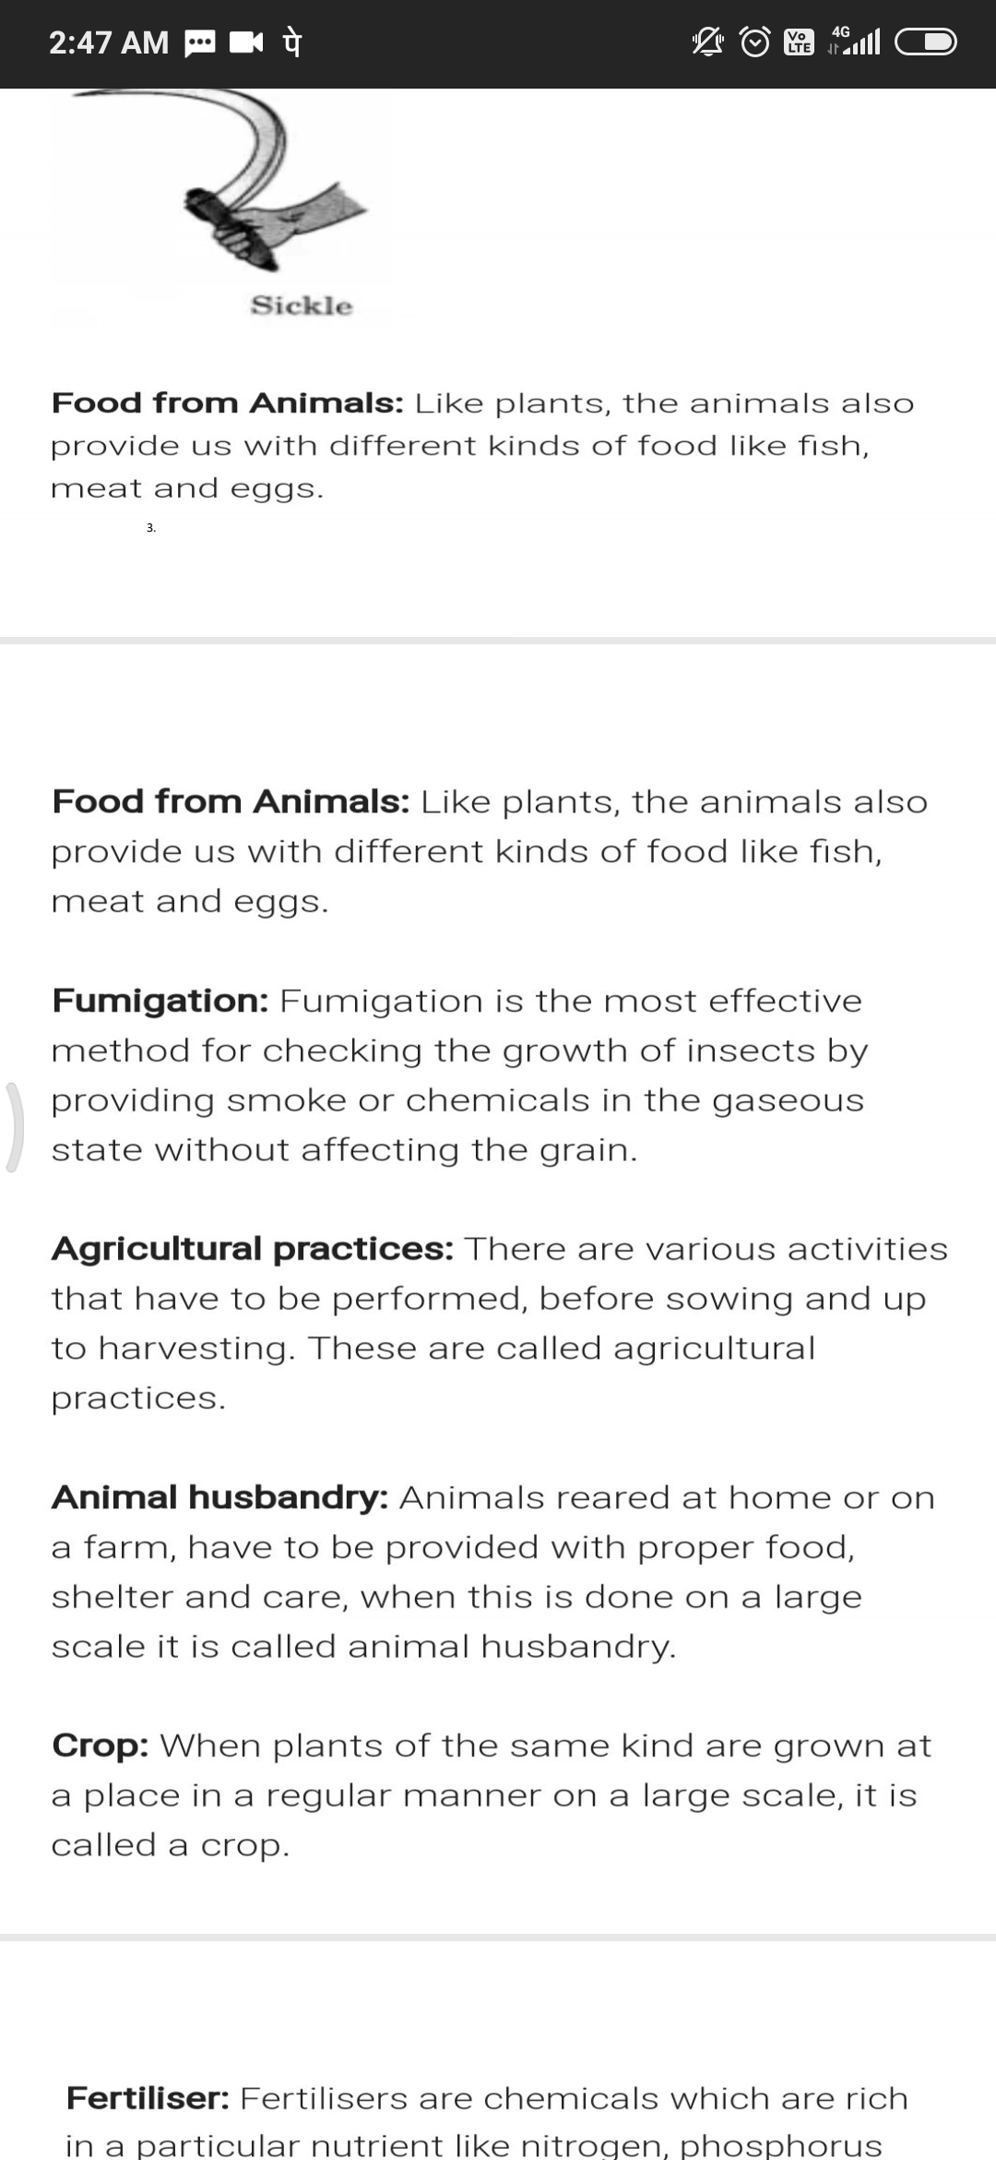 2:47 AM पे 4G
Vo LTE
Sickle
Food from Animals: Like plants, the animals also
provide us with different kinds of food like fish,
meat and eggs.
3.
Food from Animals: Like plants, the animals also
provide us with different kinds of food like fish,
meat and eggs.
Fumigation: Fumigation is the most effective
method for checking the growth of insects by
providing smoke or chemicals in the gaseous
state without affecting the grain.
Agricultural practices: There are various activities
that have to be performed, before sowing and up
to harvesting. These are called agricultural
practices.
Animal husbandry: Animals reared at home or on
a farm, have to be provided with proper food,
shelter and care, when this is done on a large
scale it is called animal husbandry.
Crop: When plants of the same kind are grown at
a place in a regular manner on a large scale, it is
called a crop.
Fertiliser: Fertilisers are chemicals which are rich
in a particular nutrient like nitrogen, phosphorus